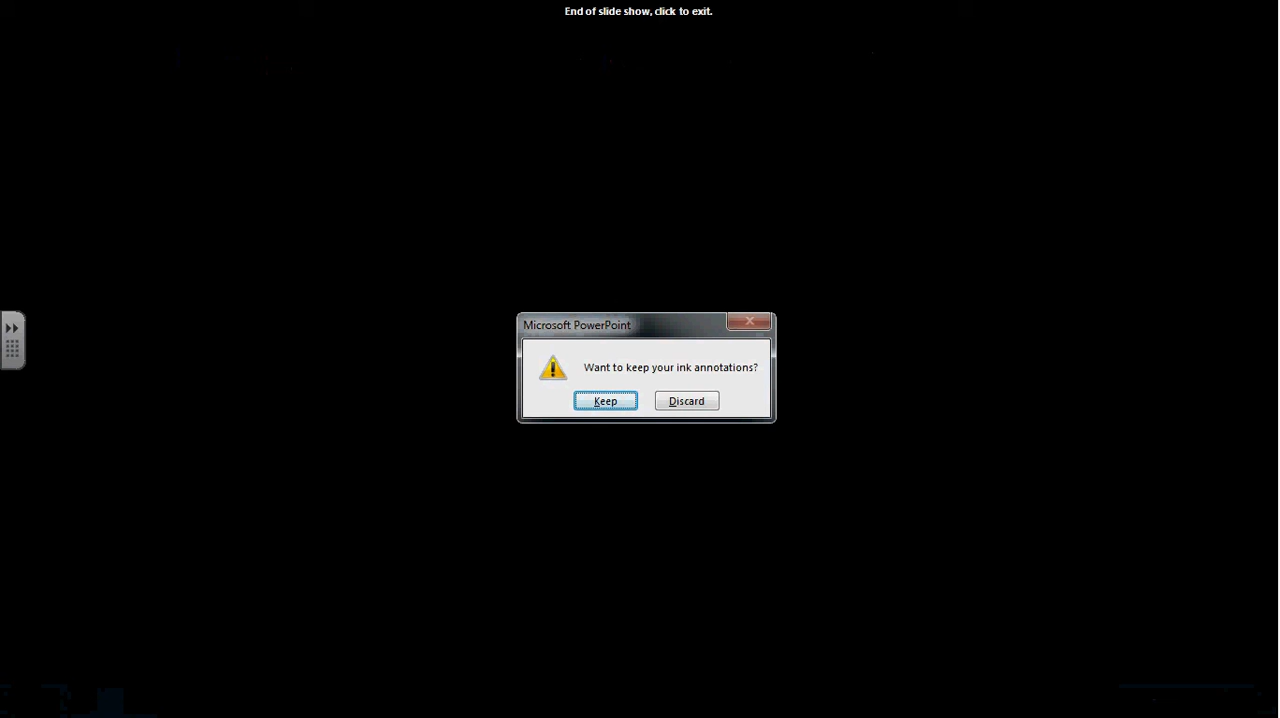 End of slide show, click to exit.
Microsoft PowerPoint
Want to keep your ink annotations?
Keep
Discard